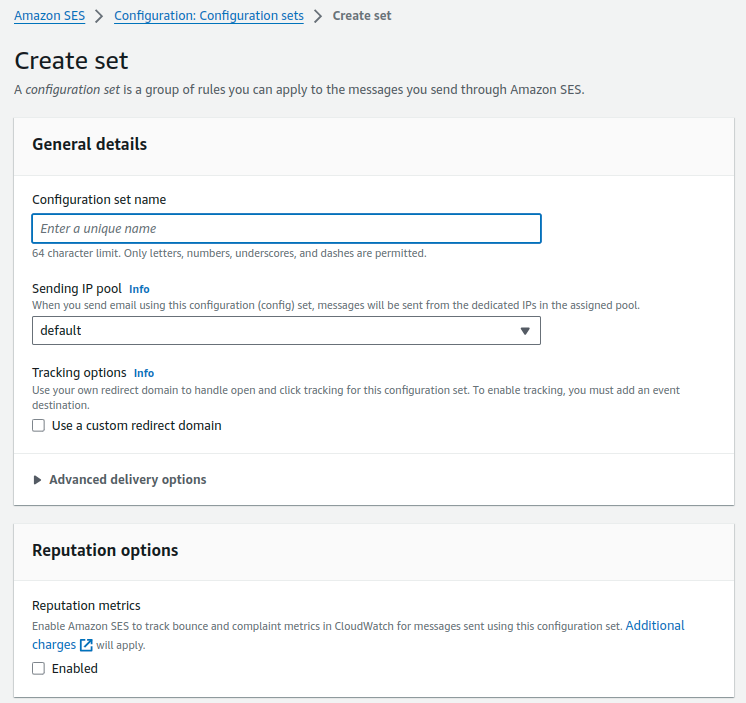 Amazon SES > Configuration: Configuration sets > Create set
Create set
A configuration set is a group of rules you can apply to the messages you send through Amazon SES.
General details
Configuration set name
Enter a unique name
64 character limit. Only letters, numbers, underscores, and dashes are permitted.
Sending IP pool Info
When you send email using this configuration (config) set, messages will be sent from the dedicated IPs in the assigned pool.
default
Tracking options Info
Use your own redirect domain to handle open and click tracking for this configuration set. To enable tracking, you must add an event
destination.
Use a custom redirect domain
Advanced delivery options
Reputation options
Reputation metrics
Enable Amazon SES to track bounce and complaint metrics in CloudWatch for messages sent using this configuration set. Additional
charges will apply.
Enabled